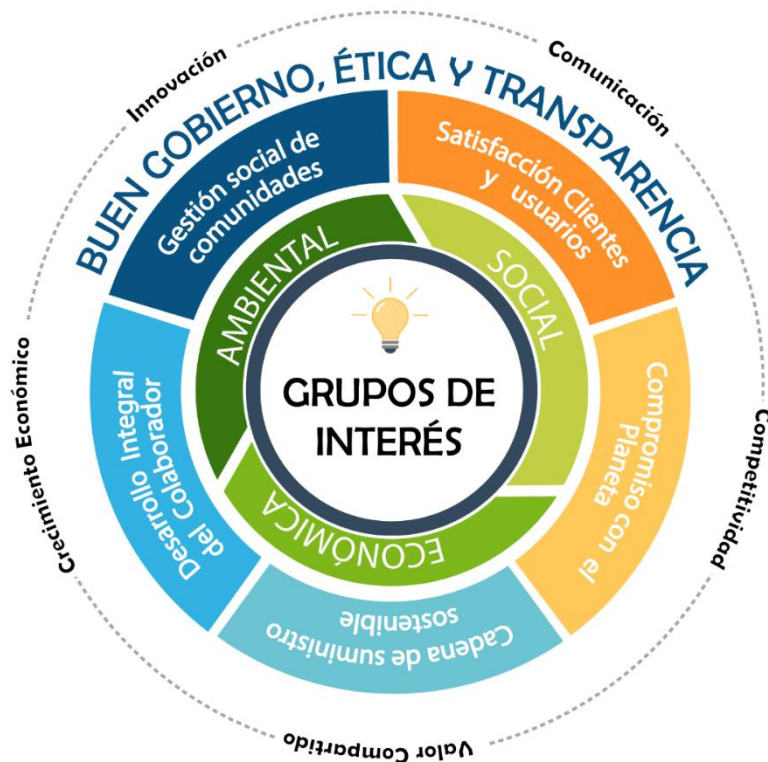 Innovación
Comunicación
Competitividad
Valor Compartido
Crecimiento Económico
BUEN GOBIERNO, ÉTICA Y TRANSPARENCIA
Gestión social de
comunidades
Satisfacción Clientes
y usuarios
Compromiso con el
Planeta
Cadena de suministro
sostenible
Desarrollo Integral
del Colaborador
AMBIENTAL
SOCIAL
ECONÓMICA
GRUPOS DE
INTERÉS